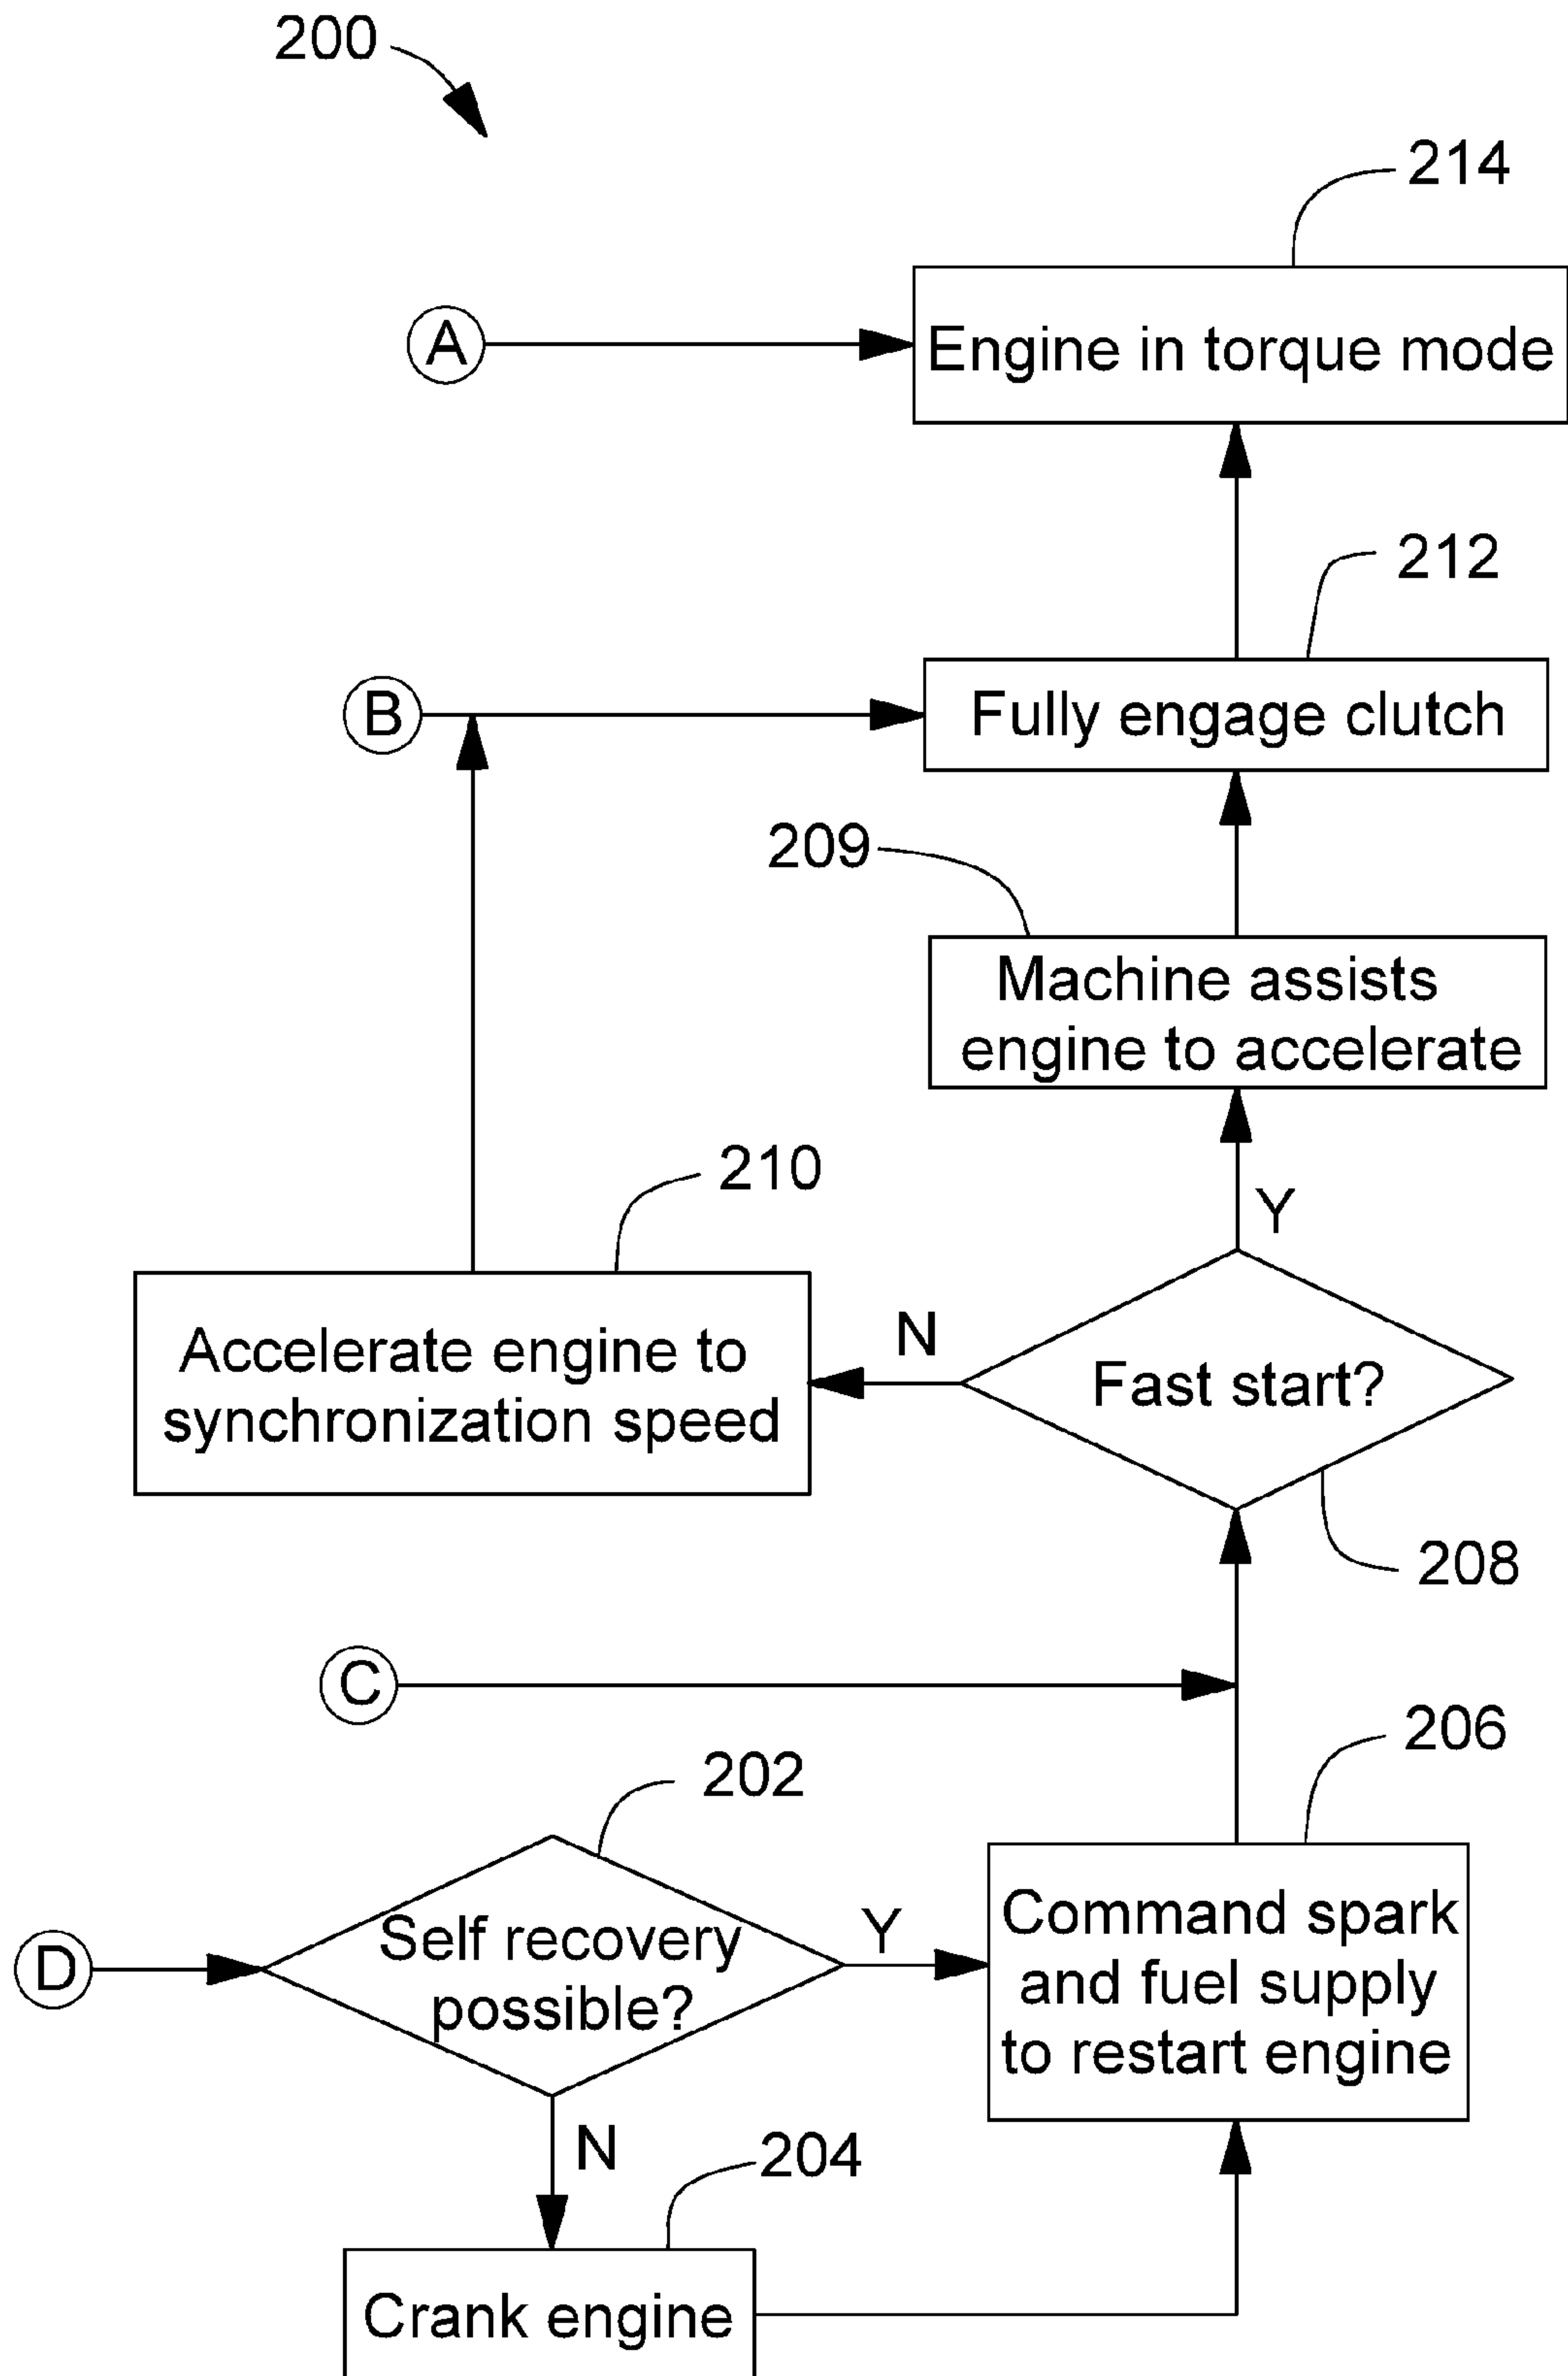 200
214
A
Engine in torque mode
212
B
Fully engage clutch
209
Machine assists
engine to accelerate
210
Y
Accelerate engine to
synchronization speed
N
Fast start?
208
C
206
202
Command spark
and fuel supply
to restart engine
Y
Self recovery
possible?
D
N
204
Crank engine